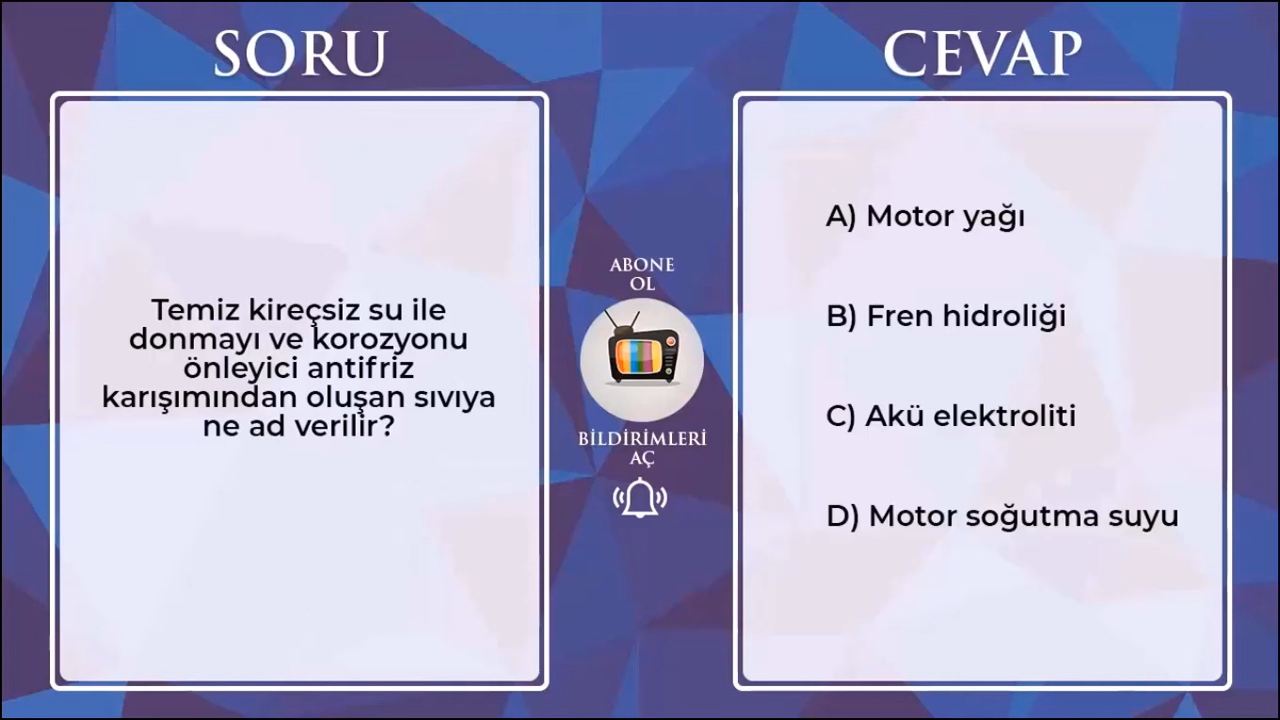 SORU
Temiz kireçsiz su ile
donmayı ve korozyonu
önleyici antifriz
karışımından oluşan sıvıya
ne ad verilir?
ABONE
OL
BİLDİRİMLERİ
AÇ
CEVAP
A) Motor yağı
B) Fren hidroliği
C) Akü elektroliti
D) Motor soğutma suyu